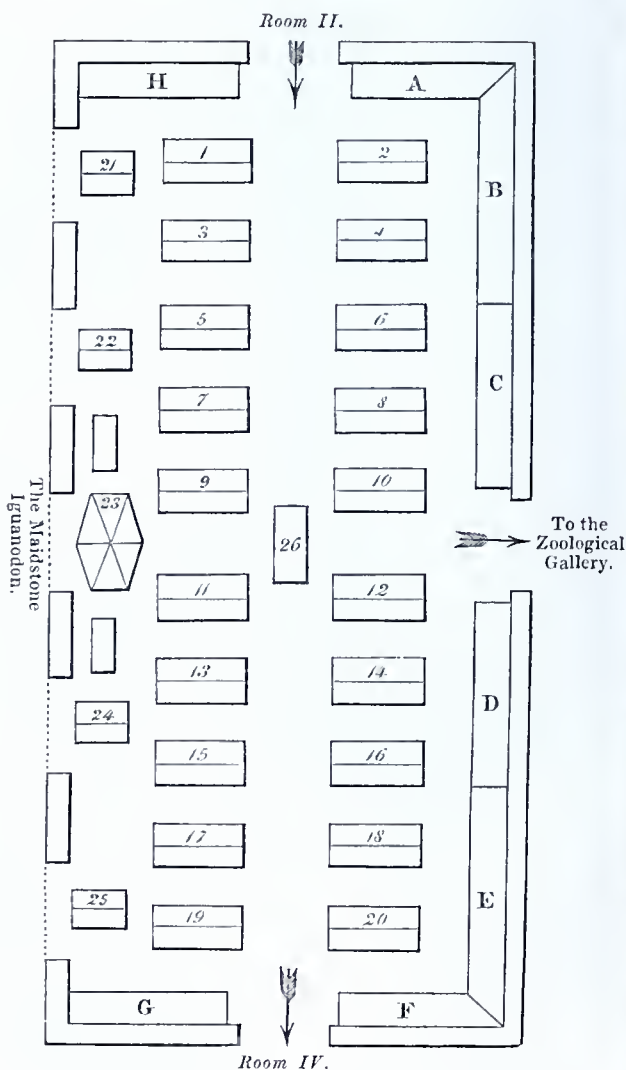 Room II.
H
A
21
1
2
B
3
4
22
5
6
C
7
8
23
9
10
The Maidstone
Iguanodon.
26
To the
Zoological
Gallery.
11
12
13
14
D
24
15
16
17
18
E
25
19
20
G
F
Room IV.